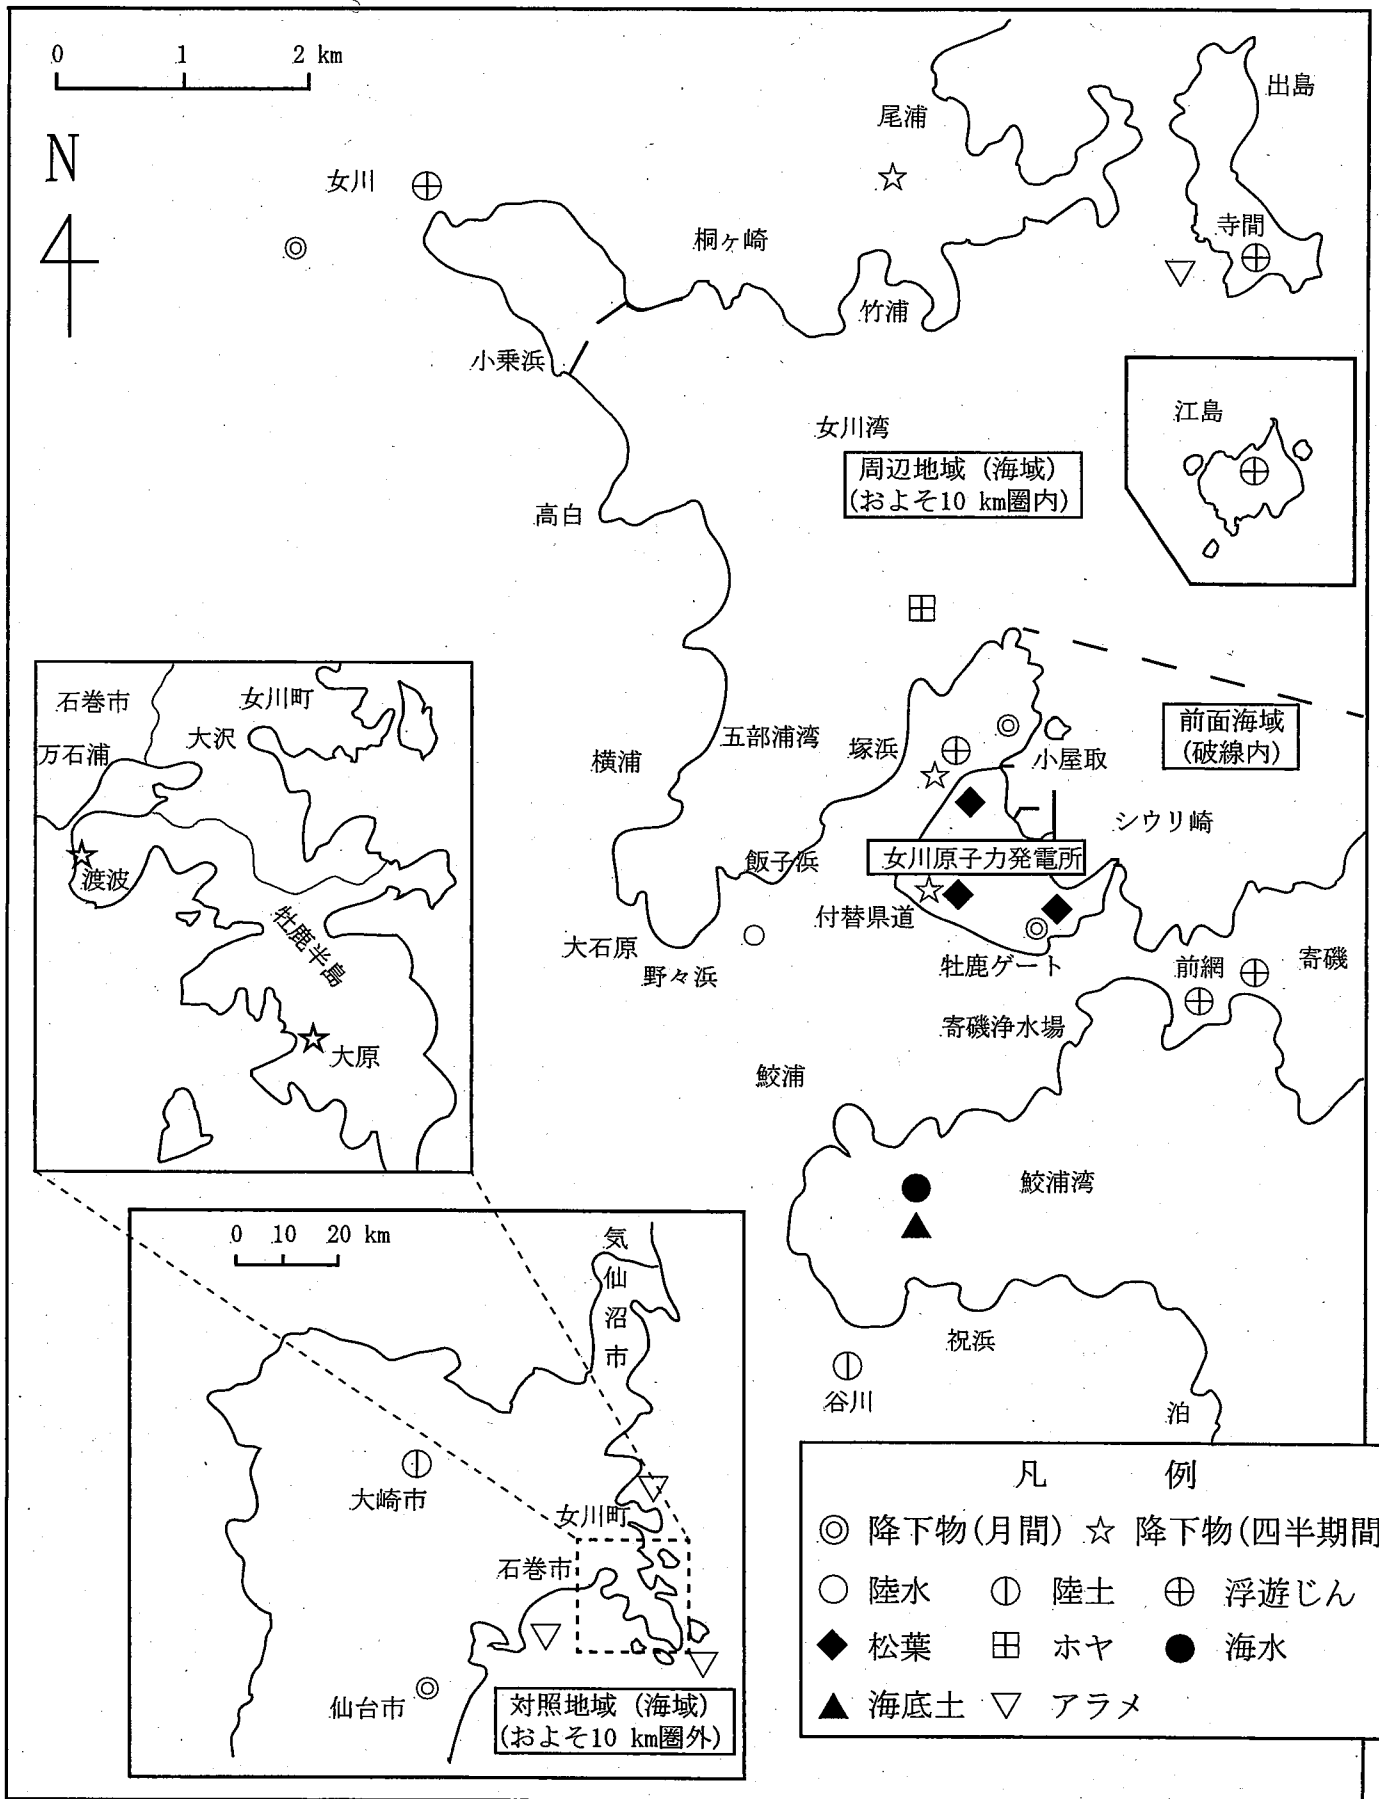 0 1 2 km
N
出島
尾浦
女川
寺間
桐ヶ崎
竹浦
小乗浜
江島
女川湾
周辺地域 (海域)
(およそ10 km圏内)
高白
石巻市
女川町
大沢
万石浦
渡波
牡鹿半島
大原
前面海域
(破線内)
五部浦湾
塚浜
横浦
小屋取
シウリ崎
飯子浜
女川原子力発電所
付替県道
大石原
野々浜
牡鹿ゲート
前網
寄磯
寄磯浄水場
鮫浦
鮫浦湾
祝浜
谷川
泊
0 10 20 km
気仙沼市
大崎市
女川町
石巻市
仙台市
対照地域 (海域)
(およそ10 km圏外)
凡 例
◎ 降下物(月間) ☆ 降下物(四半期間
○ 陸水 ⦶ 陸土 ⊕ 浮遊じん
◆ 松葉 ⊞ ホヤ ● 海水
▲ 海底土 ▽ アラメ